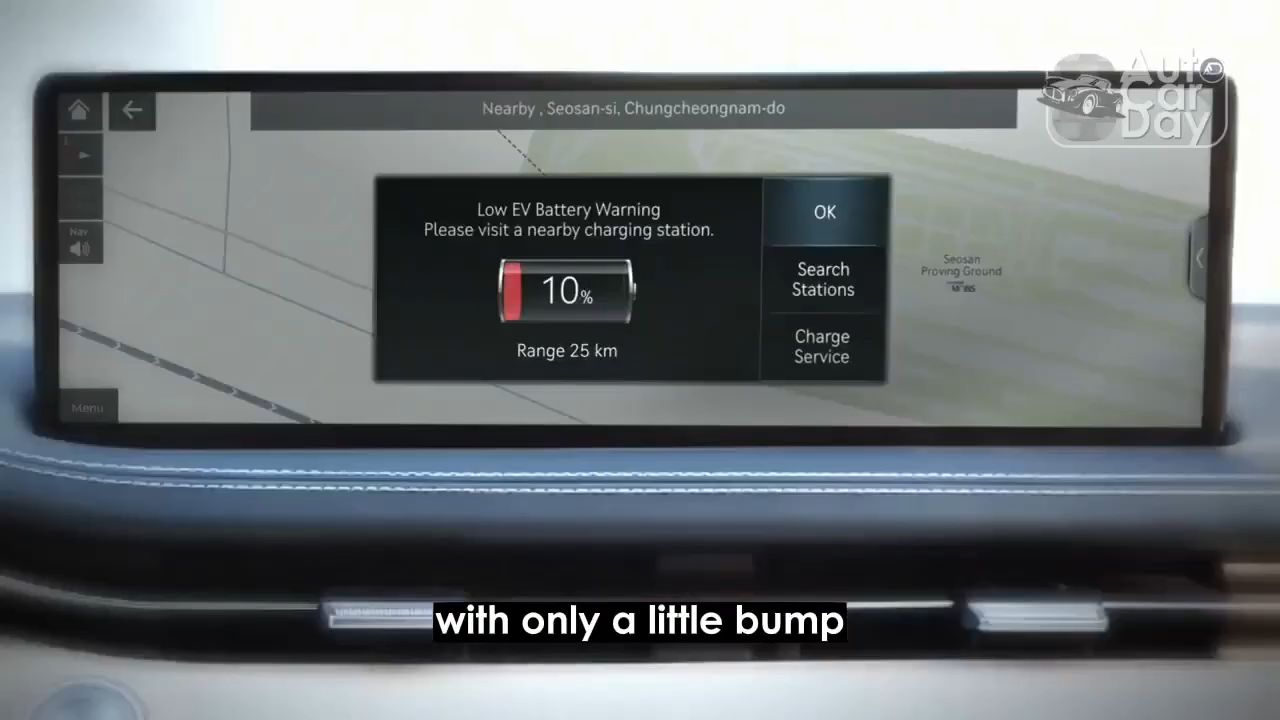 Nearby , Seosan-si, Chungcheongnam-do
Auto
Car
Day
Low EV Battery Warning
Please visit a nearby charging station.
10%
Range 25 km
OK
Search
Stations
Charge
Service
Nav
Seosan
Proving Ground
Menu
with only a little bump